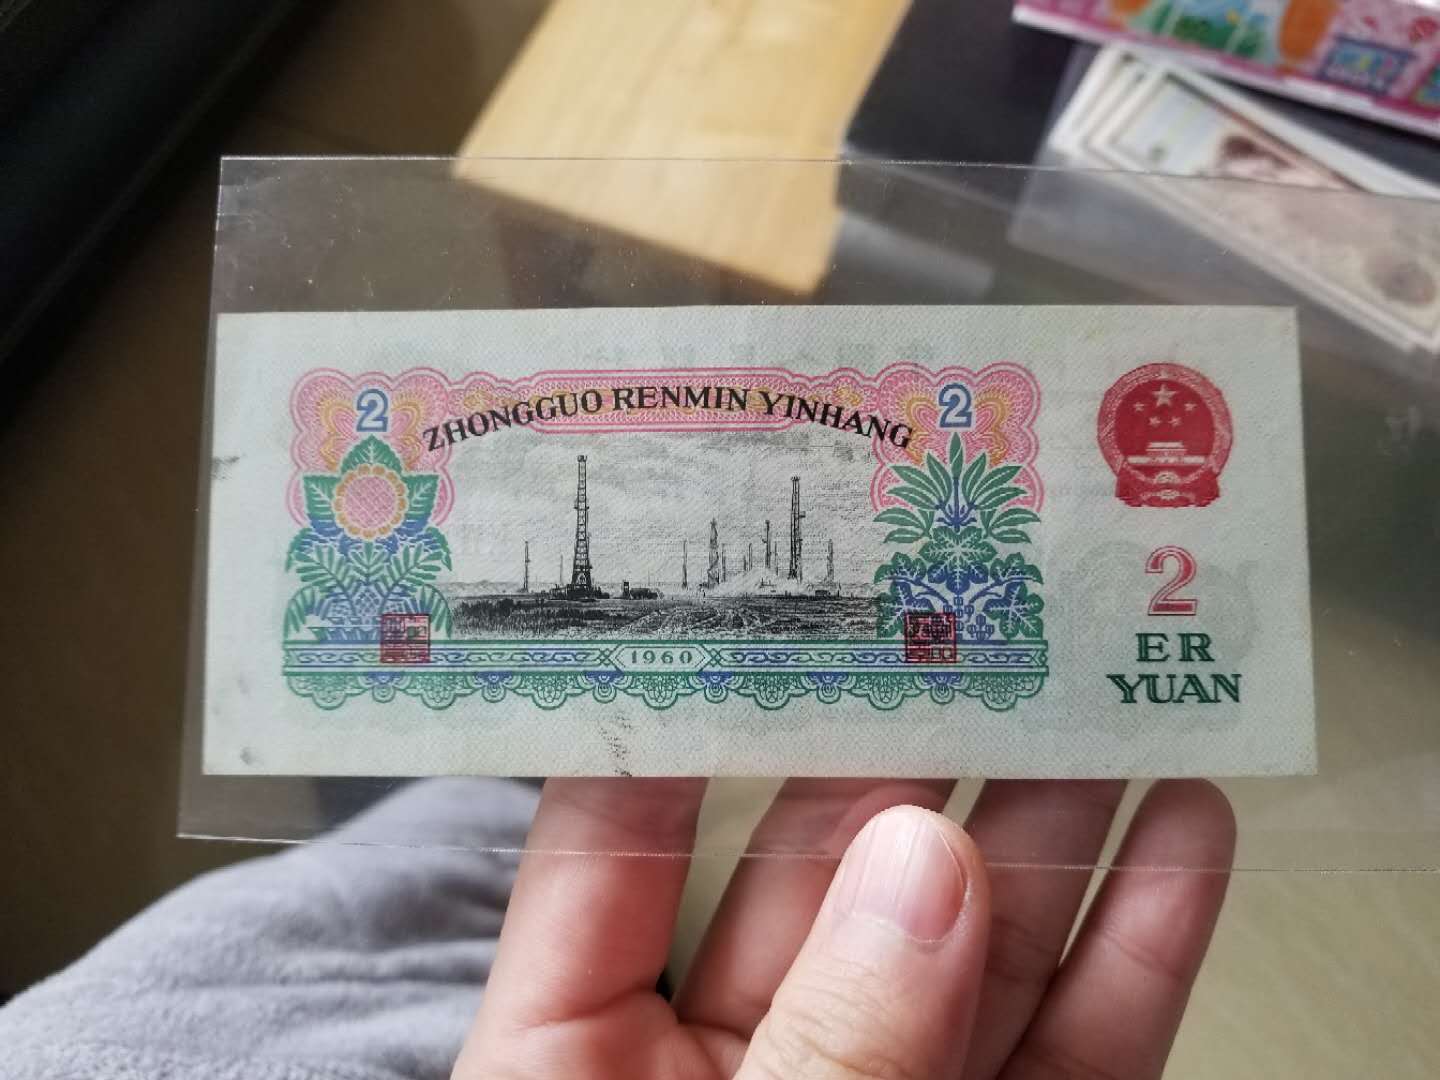 2
2
ZHONGGUO RENMIN YINHANG
2
ER
YUAN
1960